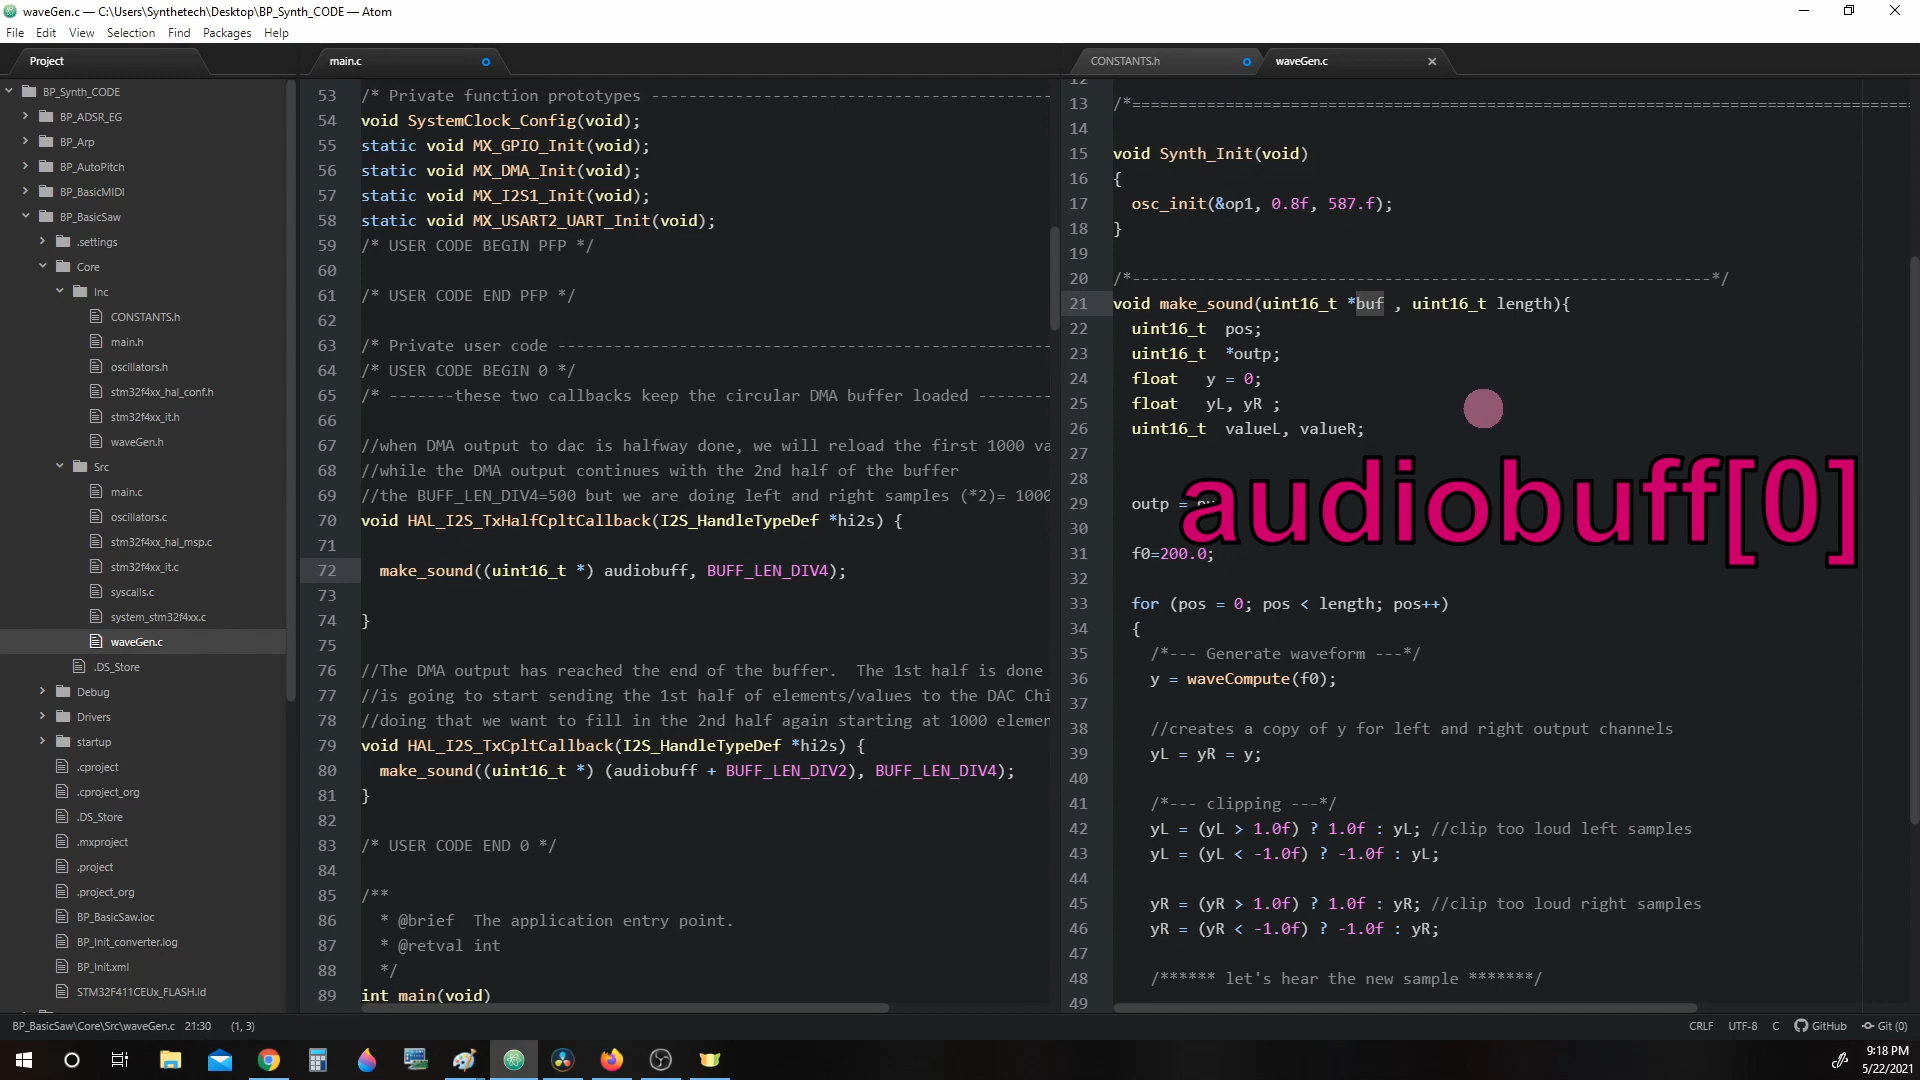 waveGen.c — C:\Users\Synthetech\Desktop\BP_Synth_CODE — Atom
File Edit View Selection Find Packages Help
Project
BP_Synth_CODE
BP_ADSR_EG
BP_Arp
BP_AutoPitch
BP_BasicMIDI
BP_BasicSaw
.settings
Core
Inc
CONSTANTS.h
main.h
oscillators.h
stm32f4xx_hal_conf.h
stm32f4xx_it.h
waveGen.h
Src
main.c
oscillators.c
stm32f4xx_hal_msp.c
stm32f4xx_it.c
syscalls.c
system_stm32f4xx.c
waveGen.c
.DS_Store
Debug
Drivers
startup
.cproject
.cproject_org
.DS_Store
.mxproject
.project
.project_org
BP_BasicSaw.ioc
BP_Init_converter.log
BP_Init.xml
STM32F411CEUx_FLASH.ld
main.c
53 /* Private function prototypes -------------------------------------------
54 void SystemClock_Config(void);
55 static void MX_GPIO_Init(void);
56 static void MX_DMA_Init(void);
57 static void MX_I2S1_Init(void);
58 static void MX_USART2_UART_Init(void);
59 /* USER CODE BEGIN PFP */
60
61 /* USER CODE END PFP */
62
63 /* Private user code -----------------------------------------------------
64 /* USER CODE BEGIN 0 */
65 /* -------these two callbacks keep the circular DMA buffer loaded --------
66
67 //when DMA output to dac is halfway done, we will reload the first 1000 va
68 //while the DMA output continues with the 2nd half of the buffer
69 //the BUFF_LEN_DIV4=500 but we are doing left and right samples (*2)= 1000
70 void HAL_I2S_TxHalfCpltCallback(I2S_HandleTypeDef *hi2s) {
71
72 make_sound((uint16_t *) audiobuff, BUFF_LEN_DIV4);
73
74 }
75
76 //The DMA output has reached the end of the buffer. The 1st half is done
77 //is going to start sending the 1st half of elements/values to the DAC Chi
78 //doing that we want to fill in the 2nd half again starting at 1000 elemen
79 void HAL_I2S_TxCpltCallback(I2S_HandleTypeDef *hi2s) {
80 make_sound((uint16_t *) (audiobuff + BUFF_LEN_DIV2), BUFF_LEN_DIV4);
81 }
82
83 /* USER CODE END 0 */
84
85 /**
86 * @brief The application entry point.
87 * @retval int
88 */
89 int main(void)
CONSTANTS.h waveGen.c
12
13 /*===================================================================================
14
15 void Synth_Init(void)
16 {
17 osc_init(&op1, 0.8f, 587.f);
18 }
19
20 /*--------------------------------------------------------------*/
21 void make_sound(uint16_t *buf , uint16_t length){
22 uint16_t pos;
23 uint16_t *outp;
24 float y = 0;
25 float yL, yR ;
26 uint16_t valueL, valueR;
27
28
29 outp =
audiobuff[0]
30
31 f0=200.0;
32
33 for (pos = 0; pos < length; pos++)
34 {
35 /*--- Generate waveform ---*/
36 y = waveCompute(f0);
37
38 //creates a copy of y for left and right output channels
39 yL = yR = y;
40
41 /*--- clipping ---*/
42 yL = (yL > 1.0f) ? 1.0f : yL; //clip too loud left samples
43 yL = (yL < -1.0f) ? -1.0f : yL;
44
45 yR = (yR > 1.0f) ? 1.0f : yR; //clip too loud right samples
46 yR = (yR < -1.0f) ? -1.0f : yR;
47
48 /****** let's hear the new sample *******/
49
BP_BasicSaw\Core\Src\waveGen.c 21:30 (1, 3) CRLF UTF-8 C GitHub Git (0)
9:18 PM
5/22/2021